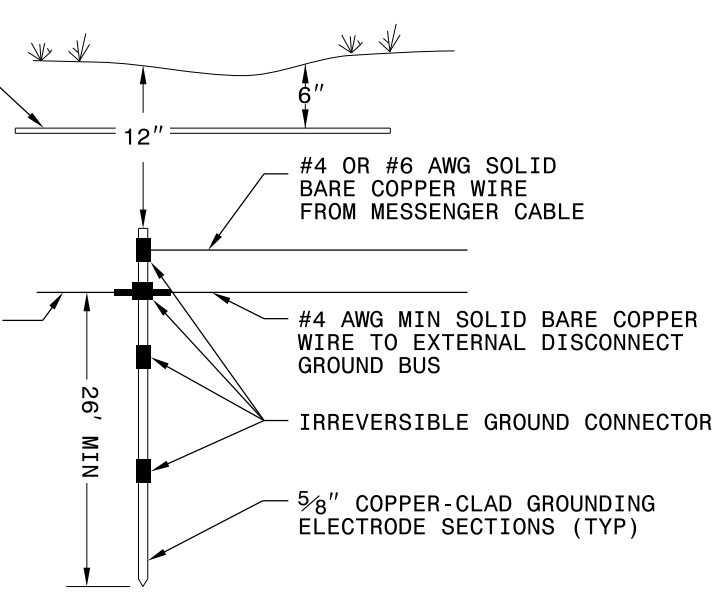 6"
12"
#4 OR #6 AWG SOLID
BARE COPPER WIRE
FROM MESSENGER CABLE
#4 AWG MIN SOLID BARE COPPER
WIRE TO EXTERNAL DISCONNECT
GROUND BUS
26' MIN
IRREVERSIBLE GROUND CONNECTOR
5/8" COPPER-CLAD GROUNDING
ELECTRODE SECTIONS (TYP)